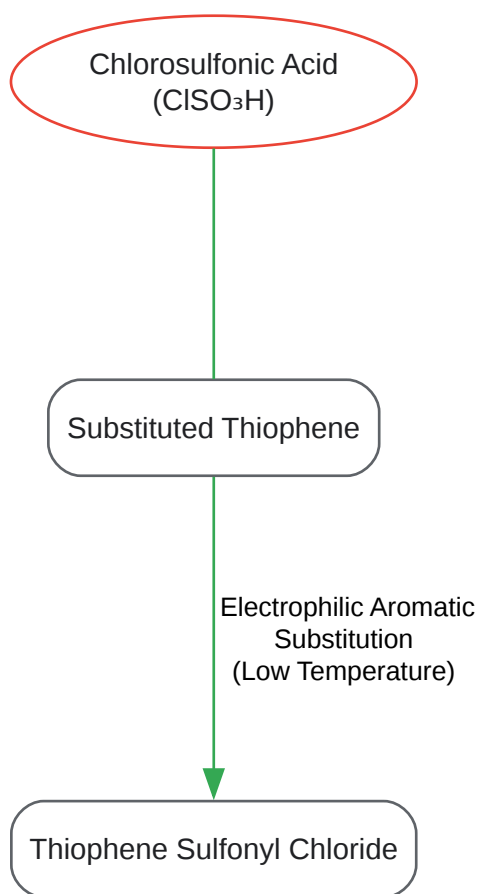 Chlorosulfonic Acid
(ClSO₃H)
Substituted Thiophene
Electrophilic Aromatic
Substitution
(Low Temperature)
Thiophene Sulfonyl Chloride